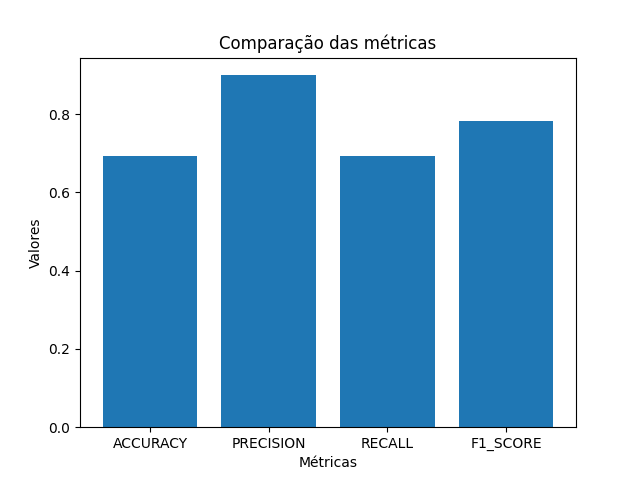 Comparação das métricas
Valores
0.8
0.6
0.4
0.2
0.0
ACCURACY PRECISION RECALL F1_SCORE
Métricas